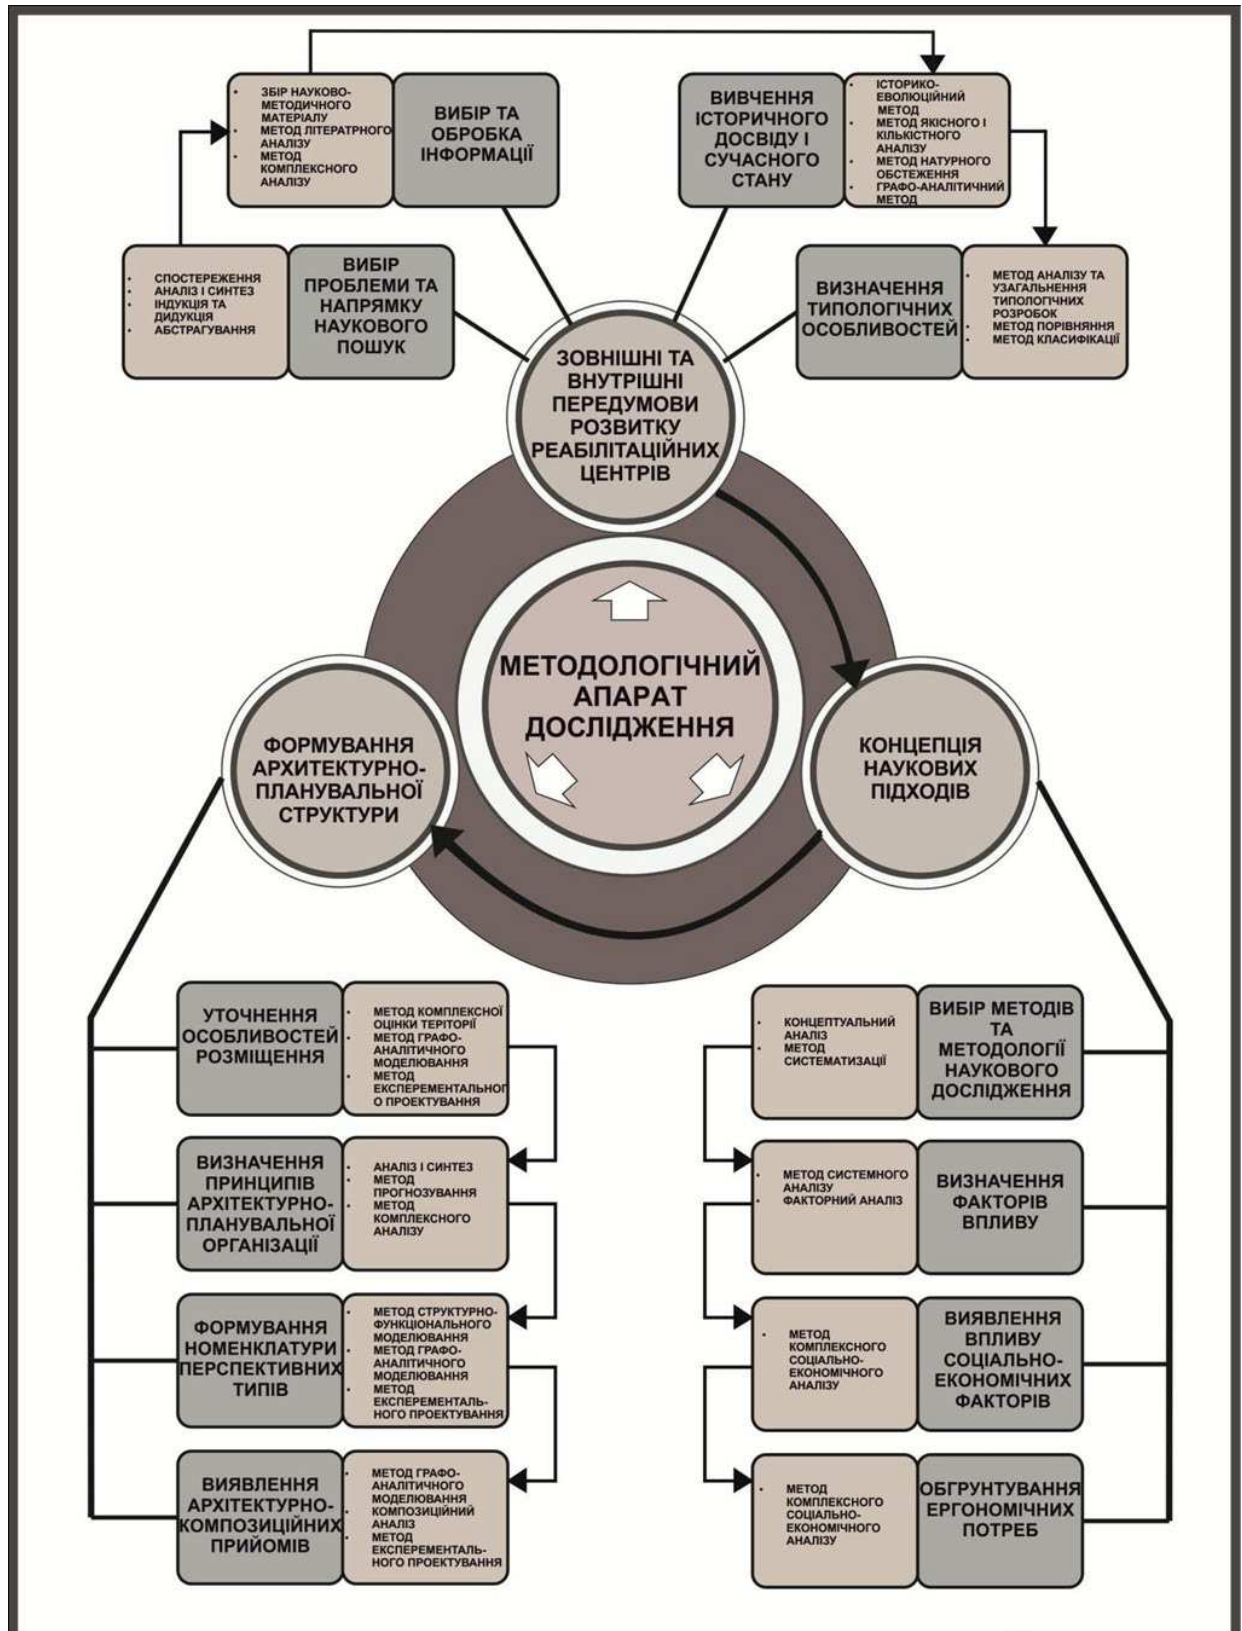 ЗБІР НАУКОВО-
МЕТОДИЧНОГО
МАТЕРІАЛУ
МЕТОД ЛІТЕРАТРНОГО
АНАЛІЗУ
МЕТОД
КОМПЛЕКСНОГО
АНАЛІЗУ
ВИБІР ТА
ОБРОБКА
ІНФОРМАЦІЇ
ВИВЧЕННЯ
ІСТОРИЧНОГО
ДОСВІДУ І
СУЧАСНОГО
СТАНУ
ІСТОРИКО-
ЕВОЛЮЦІЙНИЙ
МЕТОД
МЕТОД ЯКІСНОГО І
КІЛЬКІСТНОГО
АНАЛІЗУ
МЕТОД НАТУРНОГО
ОБСТЕЖЕННЯ
ГРАФО-АНАЛІТИЧНИЙ
МЕТОД
СПОСТЕРЕЖЕННЯ
АНАЛІЗ І СИНТЕЗ
ІНДУКЦІЯ ТА
ДИДУКЦІЯ
АБСТРАГУВАННЯ
ВИБІР
ПРОБЛЕМИ ТА
НАПРЯМКУ
НАУКОВОГО
ПОШУК
ВИЗНАЧЕННЯ
ТИПОЛОГІЧНИХ
ОСОБЛИВОСТЕЙ
МЕТОД АНАЛІЗУ ТА
УЗАГАЛЬНЕННЯ
ТИПОЛОГІЧНИХ
РОЗРОБОК
МЕТОД ПОРІВНЯННЯ
МЕТОД КЛАСИФІКАЦІЇ
ЗОВНІШНІ ТА
ВНУТРІШНІ
ПЕРЕДУМОВИ
РОЗВИТКУ
РЕАБІЛІТАЦІЙНИХ
ЦЕНТРІВ
МЕТОДОЛОГІЧНИЙ
АПАРАТ
ДОСЛІДЖЕННЯ
ФОРМУВАННЯ
АРХИТЕКТУРНО-
ПЛАНУВАЛЬНОЇ
СТРУКТУРИ
КОНЦЕПЦІЯ
НАУКОВИХ
ПІДХОДІВ
УТОЧНЕННЯ
ОСОБЛИВОСТЕЙ
РОЗМІЩЕННЯ
МЕТОД КОМПЛЕКСНОЇ
ОЦІНКИ ТЕРІТОРІЇ
МЕТОД ГРАФО-
АНАЛІТИЧНОГО
МОДЕЛЮВАННЯ
МЕТОД
ЕКСПЕРЕМЕНТАЛЬНОГ
О ПРОЕКТУВАННЯ
КОНЦЕПТУАЛЬНИЙ
АНАЛІЗ
МЕТОД
СИСТЕМАТИЗАЦІЇ
ВИБІР МЕТОДІВ
ТА
МЕТОДОЛОГІЇ
НАУКОВОГО
ДОСЛІДЖЕННЯ
ВИЗНАЧЕННЯ
ПРИНЦИПІВ
АРХІТЕКТУРНО-
ПЛАНУВАЛЬНОЇ
ОРГАНІЗАЦІЇ
АНАЛІЗ І СИНТЕЗ
МЕТОД
ПРОГНОЗУВАННЯ
МЕТОД
КОМПЛЕКСНОГО
АНАЛІЗУ
МЕТОД СИСТЕМНОГО
АНАЛІЗУ
ФАКТОРНИЙ АНАЛІЗ
ВИЗНАЧЕННЯ
ФАКТОРІВ
ВПЛИВУ
ФОРМУВАННЯ
НОМЕНКЛАТУРИ
ПЕРСПЕКТИВНИХ
ТИПІВ
МЕТОД СТРУКТУРНО-
ФУНКЦІОНАЛЬНОГО
МОДЕЛЮВАННЯ
МЕТОД ГРАФО-
АНАЛІТИЧНОГО
МОДЕЛЮВАННЯ
МЕТОД
ЕКСПЕРЕМЕНТАЛЬ-
НОГО ПРОЕКТУВАННЯ
МЕТОД
КОМПЛЕКСНОГО
СОЦІАЛЬНО-
ЕКОНОМІЧНОГО
АНАЛІЗУ
ВИЯВЛЕННЯ
ВПЛИВУ
СОЦІАЛЬНО-
ЕКОНОМІЧНИХ
ФАКТОРІВ
ВИЯВЛЕННЯ
АРХІТЕКТУРНО-
КОМПОЗИЦІЙНИХ
ПРИЙОМІВ
МЕТОД ГРАФО-
АНАЛІТИЧНОГО
МОДЕЛЮВАННЯ
КОМПОЗИЦІЙНИЙ
АНАЛІЗ
МЕТОД
ЕКСПЕРЕМЕНТАЛЬ-
НОГО ПРОЕКТУВАННЯ
МЕТОД
КОМПЛЕКСНОГО
СОЦІАЛЬНО-
ЕКОНОМІЧНОГО
АНАЛІЗУ
ОБГРУНТУВАННЯ
ЕРГОНОМІЧНИХ
ПОТРЕБ